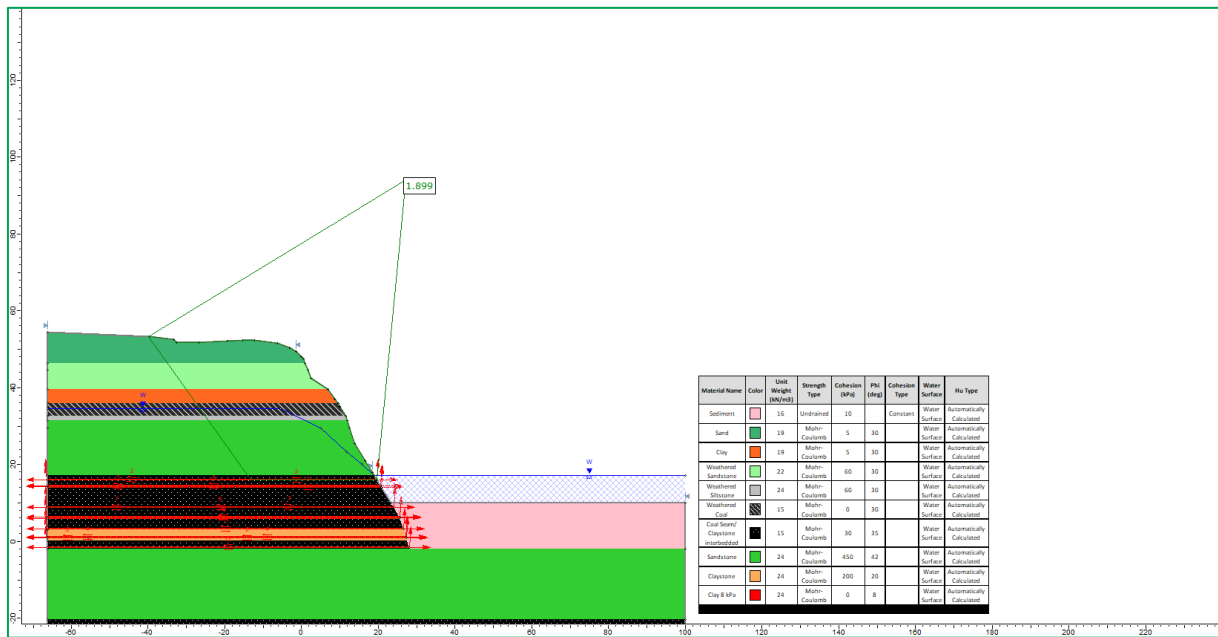 120
100
80
60
40
20
0
-20
1.899
W
W
W
-60
-40
-20
0
20
40
60
80
100
120
140
160
180
200
220
Material Name Color Unit Weight (kN/m3) Strength Type Cohesion (kPa) Phi (deg) Cohesion Type Water Surface Hu Type
Sediment 16 Undrained 10 Constant Water Surface Automatically Calculated
Sand 19 Mohr-Coulomb 5 30 Water Surface Automatically Calculated
Clay 19 Mohr-Coulomb 5 30 Water Surface Automatically Calculated
Weathered Sandstone 22 Mohr-Coulomb 60 30 Water Surface Automatically Calculated
Weathered Siltstone 24 Mohr-Coulomb 60 30 Water Surface Automatically Calculated
Weathered Coal 15 Mohr-Coulomb 0 30 Water Surface Automatically Calculated
Coal Seam/ Claystone interbedded 15 Mohr-Coulomb 30 35 Water Surface Automatically Calculated
Sandstone 24 Mohr-Coulomb 450 42 Water Surface Automatically Calculated
Claystone 24 Mohr-Coulomb 200 20 Water Surface Automatically Calculated
Clay 8 kPa 24 Mohr-Coulomb 0 8 Water Surface Automatically Calculated